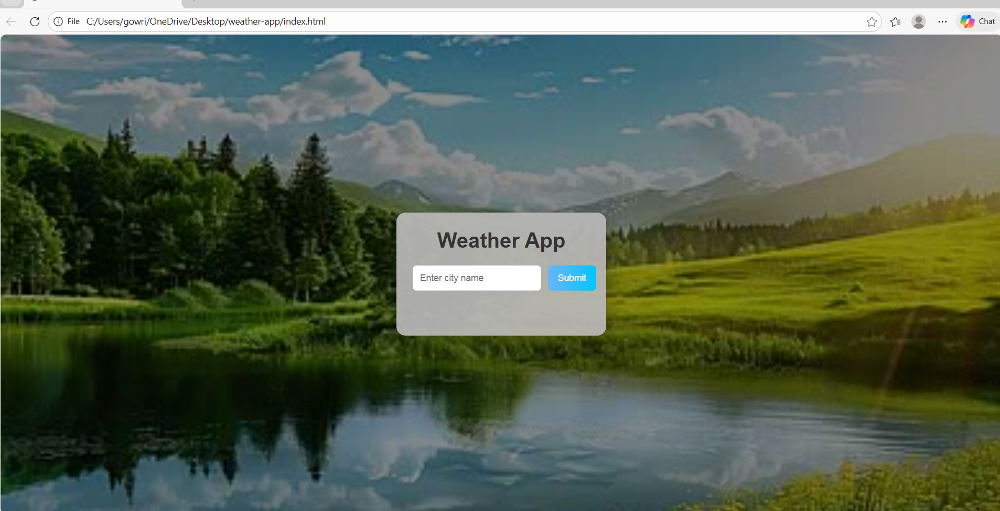 File C:/Users/gowri/OneDrive/Desktop/weather-app/index.html
Chat
Weather App
Enter city name
Submit